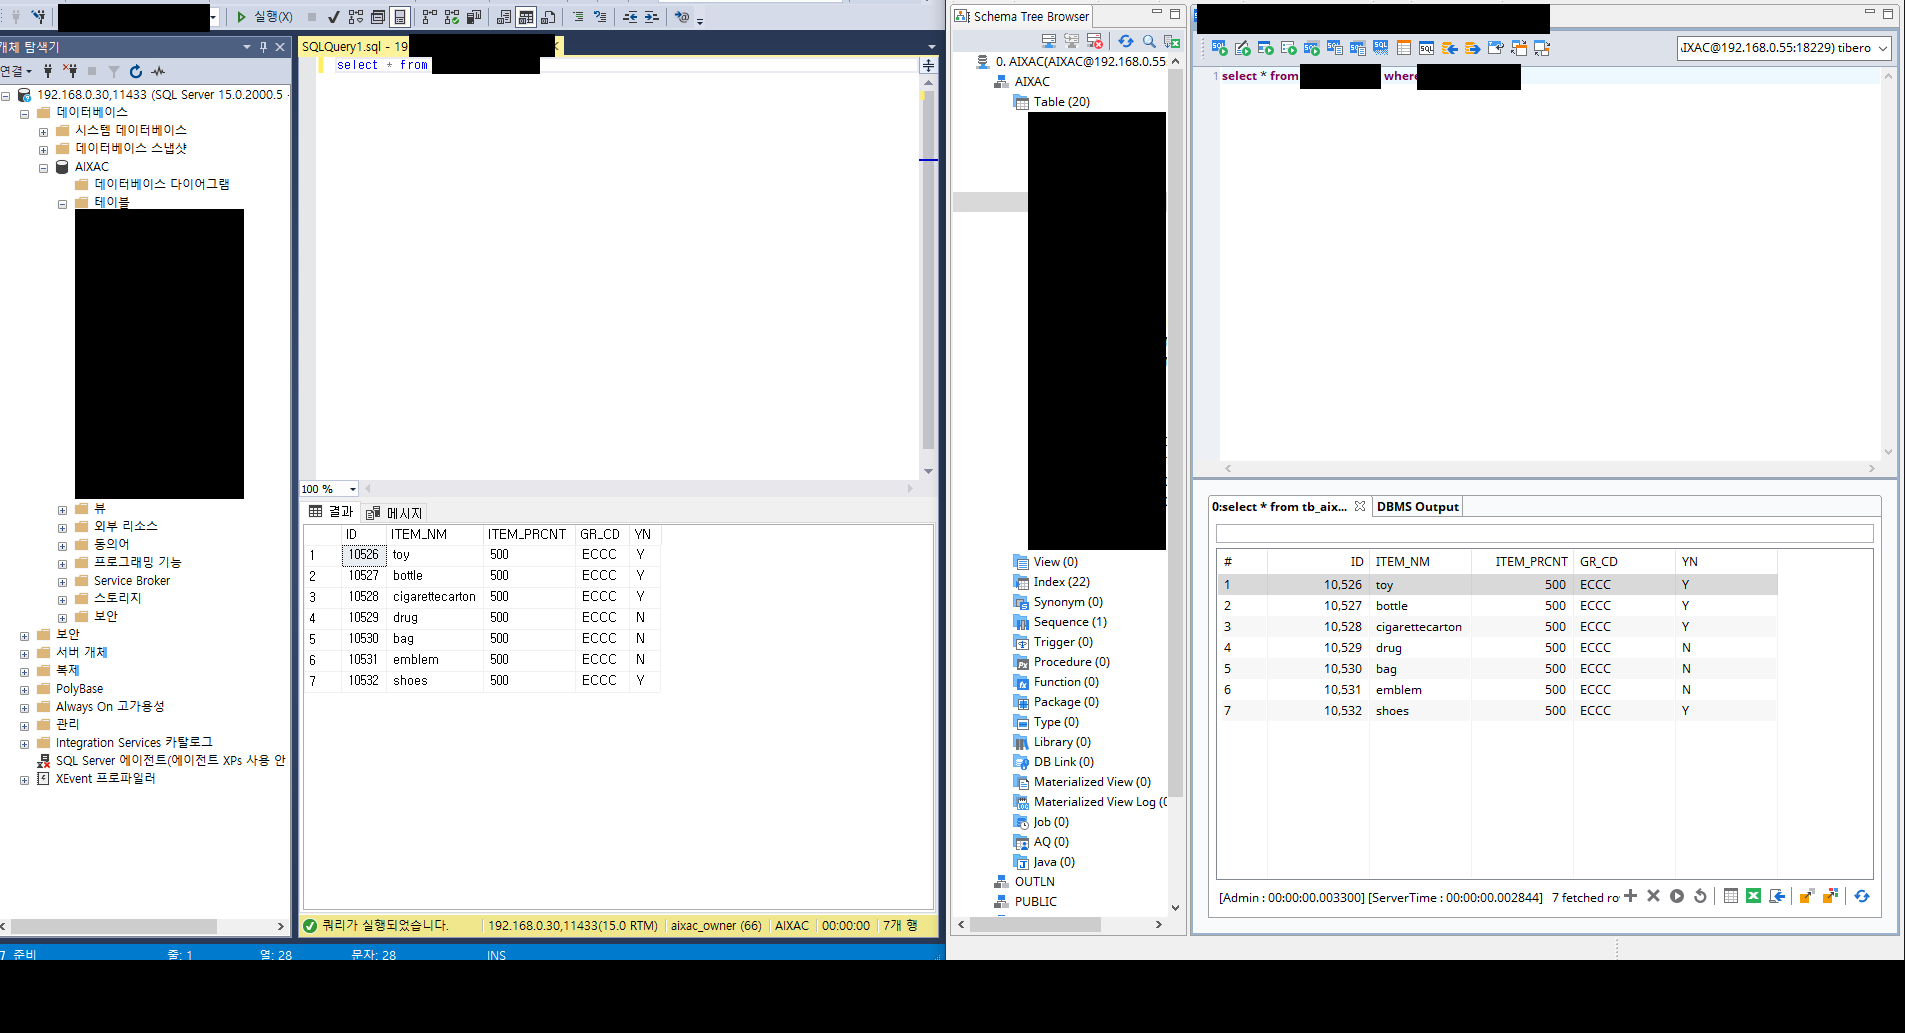 실행(X)
개체 탐색기
연결
192.168.0.30,11433 (SQL Server 15.0.2000.5 -
데이터베이스
시스템 데이터베이스
데이터베이스 스냅샷
AIXAC
데이터베이스 다이어그램
테이블
뷰
외부 리소스
동의어
프로그래밍 기능
Service Broker
스토리지
보안
보안
서버 개체
복제
PolyBase
Always On 고가용성
관리
Integration Services 카탈로그
SQL Server 에이전트(에이전트 XPs 사용 안
XEvent 프로파일러
SQLQuery1.sql - 19
select * from
100 %
결과 메시지
ID ITEM_NM ITEM_PRCNT GR_CD YN
1 10526 toy 500 ECCC Y
2 10527 bottle 500 ECCC Y
3 10528 cigarettecarton 500 ECCC Y
4 10529 drug 500 ECCC N
5 10530 bag 500 ECCC N
6 10531 emblem 500 ECCC N
7 10532 shoes 500 ECCC Y
쿼리가 실행되었습니다. 192.168.0.30,11433(15.0 RTM) aixac_owner (66) AIXAC 00:00:00 7개 행
준비 줄: 1 열: 28 문자: 28 INS
Schema Tree Browser
0. AIXAC(AIXAC@192.168.0.55
AIXAC
Table (20)
View (0)
Index (22)
Synonym (0)
Sequence (1)
Trigger (0)
Procedure (0)
Function (0)
Package (0)
Type (0)
Library (0)
DB Link (0)
Materialized View (0)
Materialized View Log (0
Job (0)
AQ (0)
Java (0)
OUTLN
PUBLIC
.IXAC@192.168.0.55:18229) tibero
1 select * from where
0:select * from tb_aix... DBMS Output
# ID ITEM_NM ITEM_PRCNT GR_CD YN
1 10,526 toy 500 ECCC Y
2 10,527 bottle 500 ECCC Y
3 10,528 cigarettecarton 500 ECCC Y
4 10,529 drug 500 ECCC N
5 10,530 bag 500 ECCC N
6 10,531 emblem 500 ECCC N
7 10,532 shoes 500 ECCC Y
[Admin : 00:00:00.003300] [ServerTime : 00:00:00.002844] 7 fetched ro